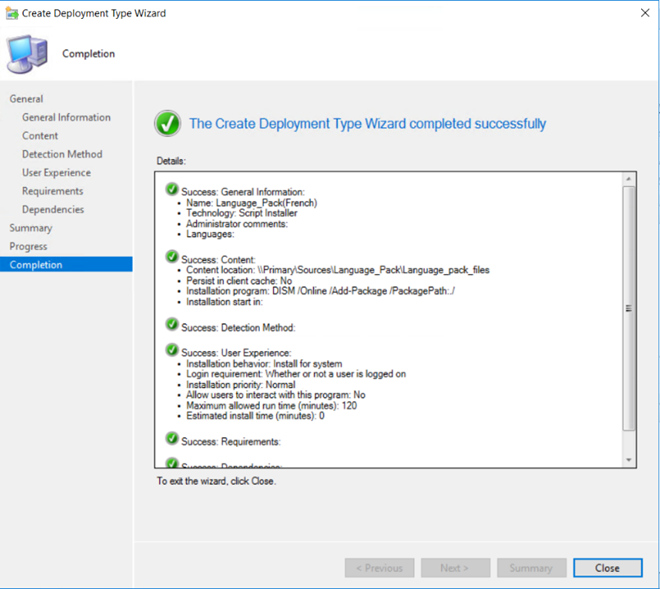 Create Deployment Type Wizard
Completion
General
General Information
Content
Detection Method
User Experience
Requirements
Dependencies
Summary
Progress
Completion
The Create Deployment Type Wizard completed successfully
Details:
Success: General Information:
• Name: Language_Pack(French)
• Technology: Script Installer
• Administrator comments:
• Languages:
Success: Content:
• Content location: \\Primary\Sources\Language_Pack\Language_pack_files
• Persist in client cache: No
• Installation program: DISM /Online /Add-Package /PackagePath:./
• Installation start in:
Success: Detection Method:
Success: User Experience:
• Installation behavior: Install for system
• Login requirement: Whether or not a user is logged on
• Installation priority: Normal
• Allow users to interact with this program: No
• Maximum allowed run time (minutes): 120
• Estimated install time (minutes): 0
Success: Requirements:
Success: Dependencies:
To exit the wizard, click Close.
< Previous
Next >
Summary
Close